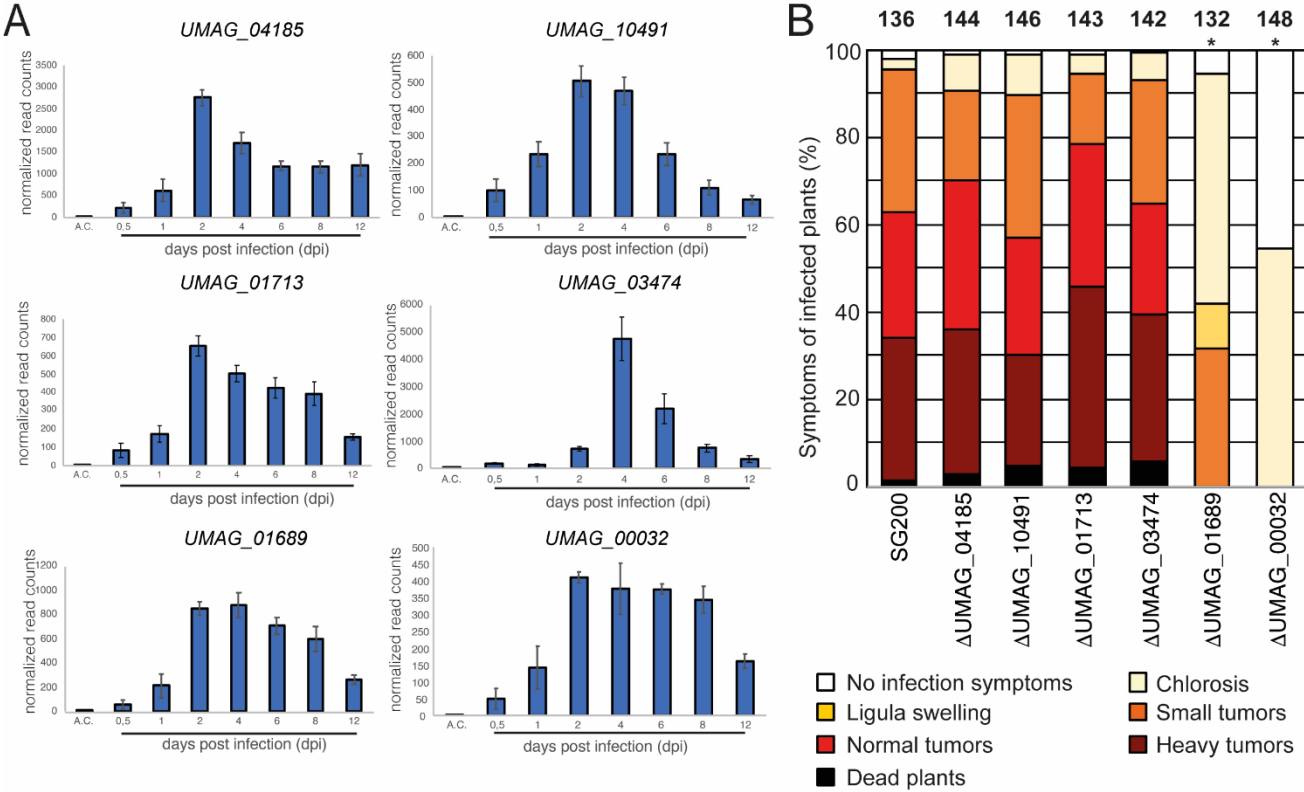 A
UMAG_04185
normalized read counts
3500
3000
2500
2000
1500
1000
500
0
A.C. 0,5 1 2 4 6 8 12
days post infection (dpi)
UMAG_10491
normalized read counts
600
500
400
300
200
100
0
A.C. 0,5 1 2 4 6 8 12
days post infection (dpi)
UMAG_01713
normalized read counts
800
700
600
500
400
300
200
100
0
A.C. 0,5 1 2 4 6 8 12
days post infection (dpi)
UMAG_03474
normalized read counts
6000
5000
4000
3000
2000
1000
0
A.C. 0,5 1 2 4 6 8 12
days post infection (dpi)
UMAG_01689
normalized read counts
1200
1000
800
600
400
200
0
A.C. 0,5 1 2 4 6 8 12
days post infection (dpi)
UMAG_00032
normalized read counts
500
450
400
350
300
250
200
150
100
50
0
A.C. 0,5 1 2 4 6 8 12
days post infection (dpi)
B
136 144 146 143 142 132 148
* *
Symptoms of infected plants (%)
100
80
60
40
20
0
SG200
ΔUMAG_04185
ΔUMAG_10491
ΔUMAG_01713
ΔUMAG_03474
ΔUMAG_01689
ΔUMAG_00032
No infection symptoms
Chlorosis
Ligula swelling
Small tumors
Normal tumors
Heavy tumors
Dead plants